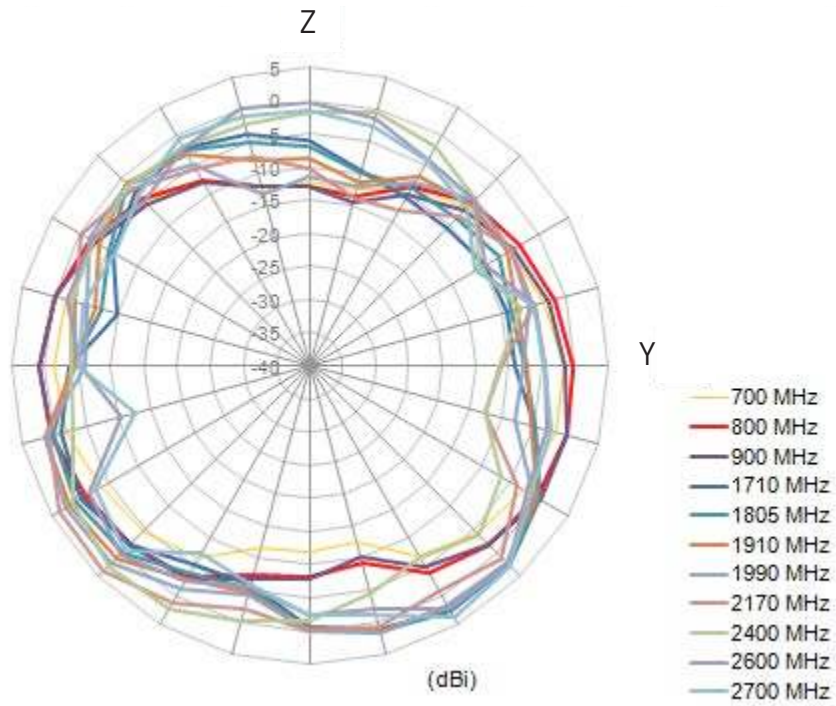 Z
5
0
-5
-10
-15
-20
-25
-30
-35
-40
Y
700 MHz
800 MHz
900 MHz
1710 MHz
1805 MHz
1910 MHz
1990 MHz
2170 MHz
2400 MHz
2600 MHz
2700 MHz
(dBi)